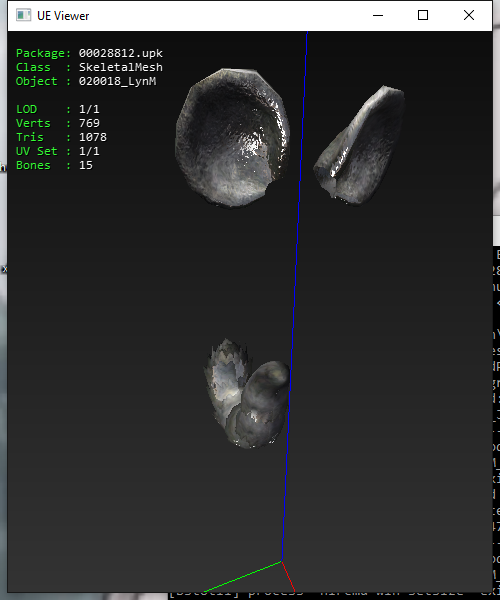 UE Viewer
Package: 00028812.upk
Class : SkeletalMesh
Object : 020018_LynM
LOD : 1/1
Verts : 769
Tris : 1078
UV Set : 1/1
Bones : 15